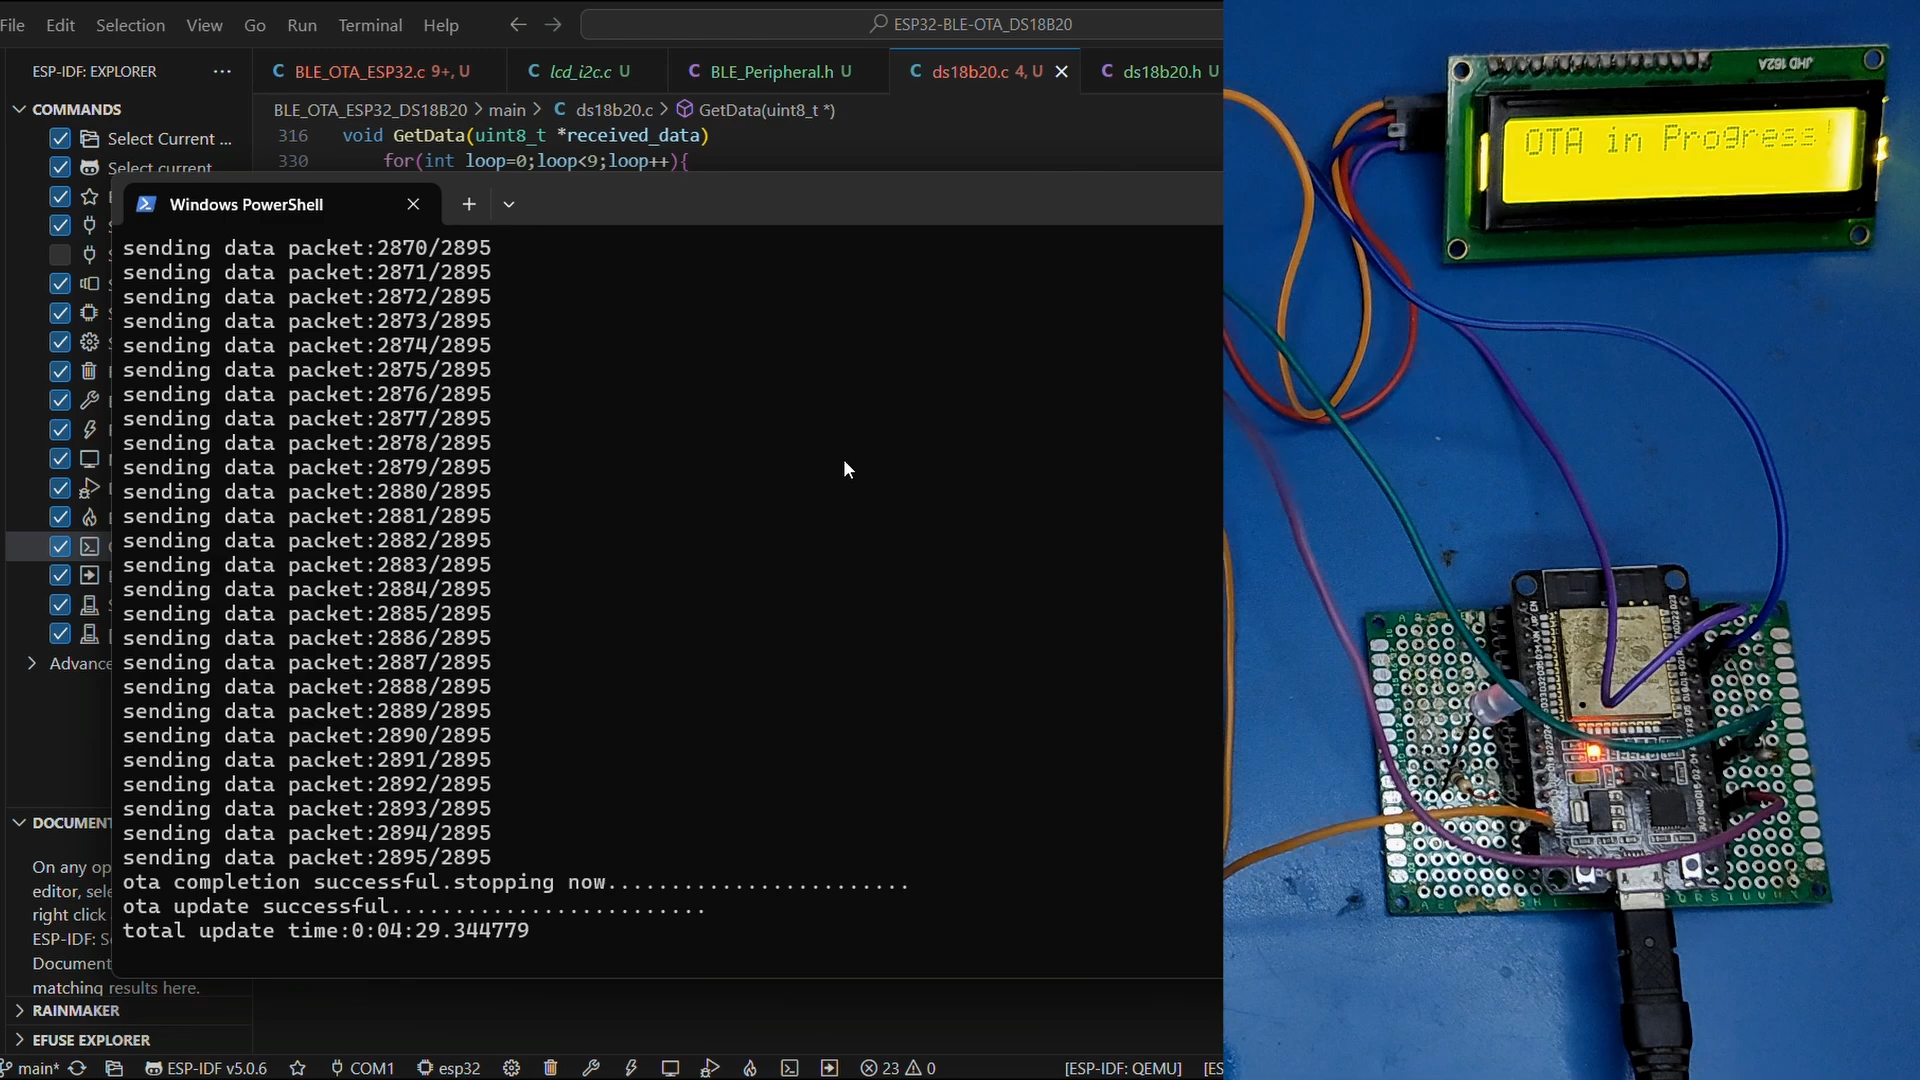 File Edit Selection View Go Run Terminal Help
ESP32-BLE-OTA_DS18B20
ESP-IDF: EXPLORER
BLE_OTA_ESP32.c 9+, U
lcd_i2c.c U
BLE_Peripheral.h U
ds18b20.c 4, U
ds18b20.h U
COMMANDS
BLE_OTA_ESP32_DS18B20 > main > ds18b20.c > GetData(uint8_t *)
Select Current ...
316 void GetData(uint8_t *received_data)
330 for(int loop=0;loop<9;loop++){
Select current
Windows PowerShell
sending data packet:2870/2895
sending data packet:2871/2895
sending data packet:2872/2895
sending data packet:2873/2895
sending data packet:2874/2895
sending data packet:2875/2895
sending data packet:2876/2895
sending data packet:2877/2895
sending data packet:2878/2895
sending data packet:2879/2895
sending data packet:2880/2895
sending data packet:2881/2895
sending data packet:2882/2895
sending data packet:2883/2895
sending data packet:2884/2895
sending data packet:2885/2895
sending data packet:2886/2895
sending data packet:2887/2895
sending data packet:2888/2895
sending data packet:2889/2895
sending data packet:2890/2895
sending data packet:2891/2895
sending data packet:2892/2895
sending data packet:2893/2895
sending data packet:2894/2895
sending data packet:2895/2895
ota completion successful.stopping now........................
ota update successful.........................
total update time:0:04:29.344779
Advance
DOCUMENT
On any op
editor, sele
right click
ESP-IDF: S
Document
matching results here.
RAINMAKER
EFUSE EXPLORER
main* ESP-IDF v5.0.6 COM1 esp32 23 0 [ESP-IDF: QEMU] [ES
JHD 162A
OTA in Progress!